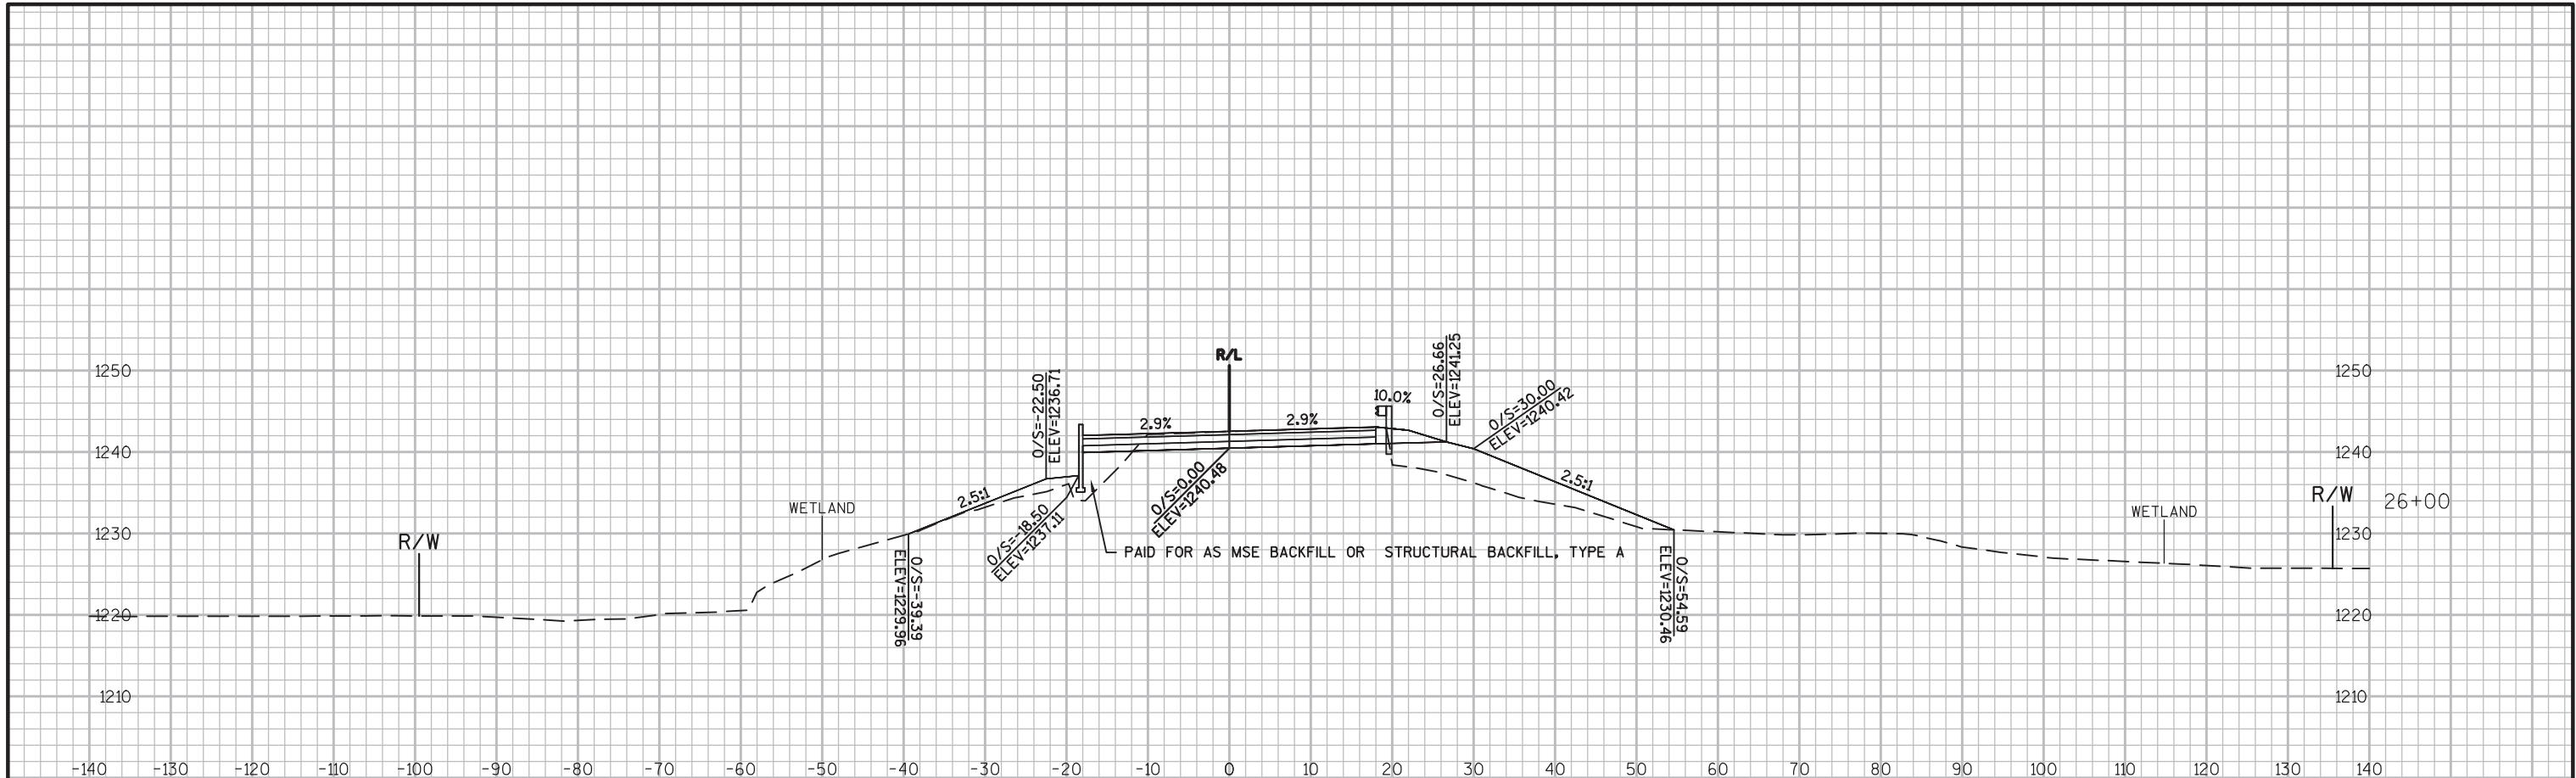 R/L
O/S=-22.50
ELEV=1236.71
2.9%
2.9%
10.0%
O/S=26.66
ELEV=1241.25
O/S=30.00
ELEV=1240.42
1250
1250
1240
1240
2.5:1
2.5:1
WETLAND
O/S=-18.50
ELEV=1237.11
O/S=0.00
ELEV=1240.48
WETLAND
R/W
26+00
1230
1230
R/W
PAID FOR AS MSE BACKFILL OR STRUCTURAL BACKFILL, TYPE A
ELEV=1229.96
O/S=-39.39
ELEV=1230.46
O/S=54.59
1220
1220
1210
1210
-140 -130 -120 -110 -100 -90 -80 -70 -60 -50 -40 -30 -20 -10 0 10 20 30 40 50 60 70 80 90 100 110 120 130 140